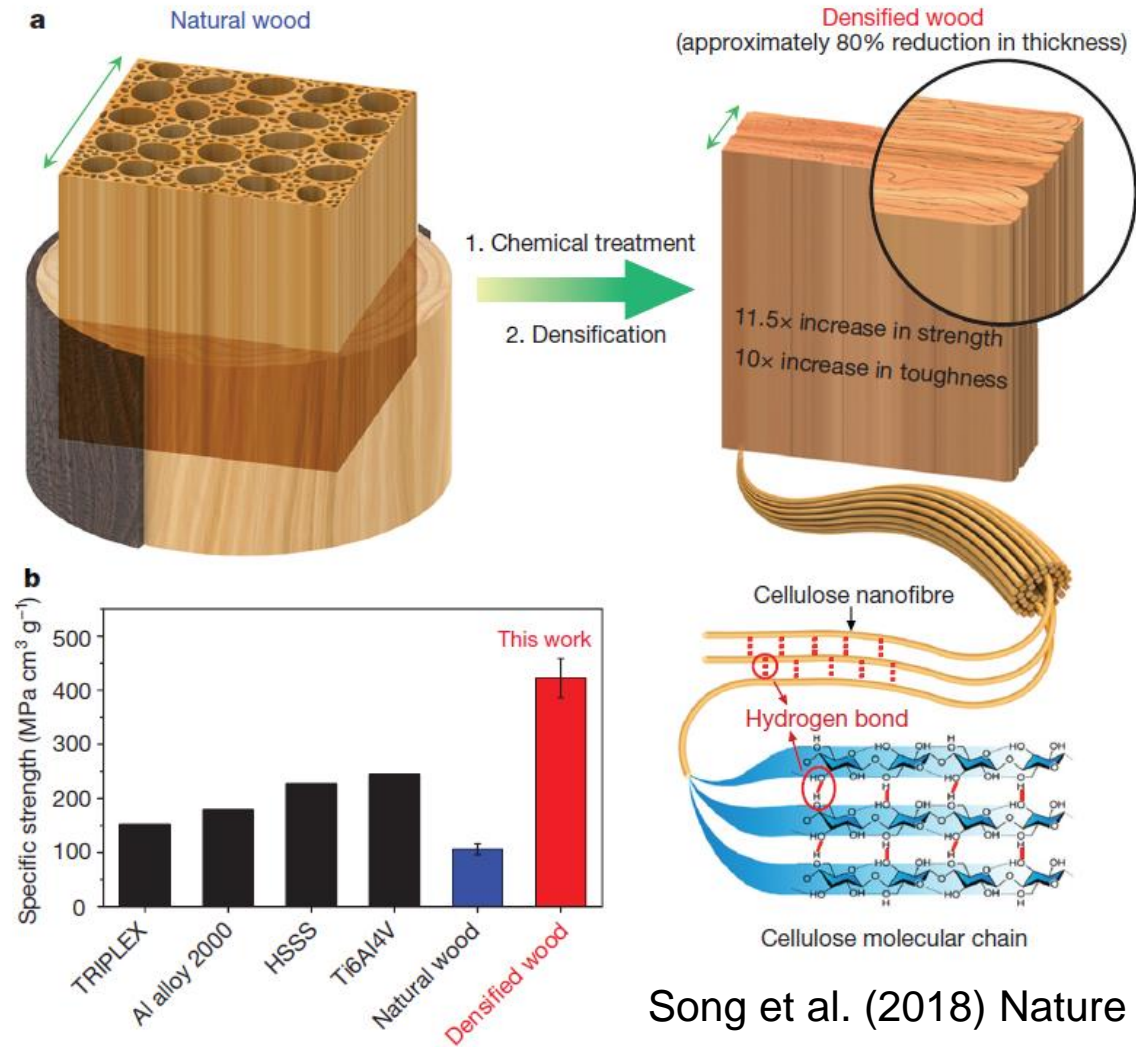 a
Natural wood
Densified wood
(approximately 80% reduction in thickness)
1. Chemical treatment
2. Densification
11.5× increase in strength
10× increase in toughness
b
Specific strength (MPa cm³ g⁻¹)
500
400
300
200
100
0
This work
TRIPLEX
Al alloy 2000
HSSS
Ti6Al4V
Natural wood
Densified wood
Cellulose nanofibre
Hydrogen bond
Cellulose molecular chain
Song et al. (2018) Nature